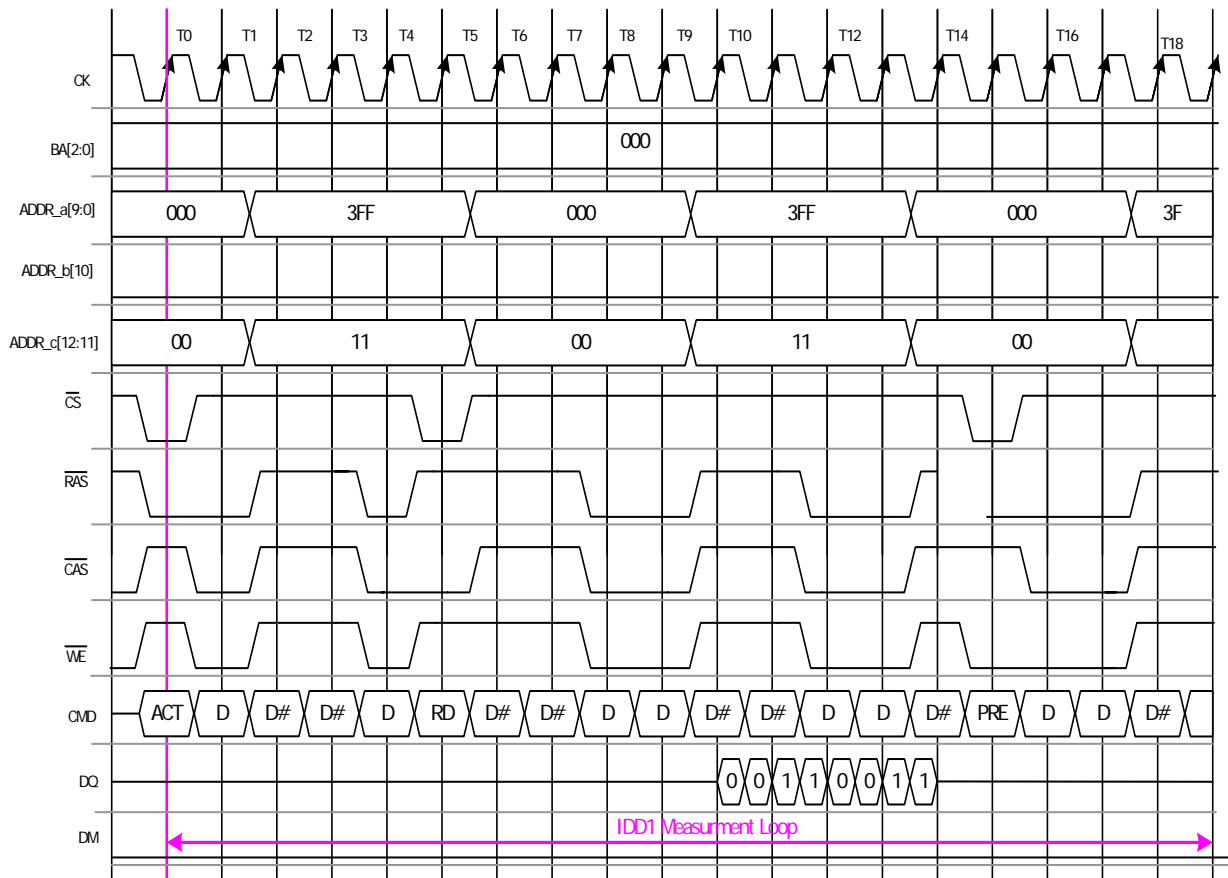 T0 T1 T2 T3 T4 T5 T6 T7 T8 T9 T10 T12 T14 T16 T18
CK
BA[2:0] 000
ADDR_a[9:0] 000 3FF 000 3FF 000 3F
ADDR_b[10]
ADDR_c[12:11] 00 11 00 11 00
CS
RAS
CAS
WE
CMD ACT D D# D# D RD D# D# D D D# D# D D D# PRE D D D#
DQ 0 0 1 1 0 0 1 1
IDD1 Measurment Loop
DM